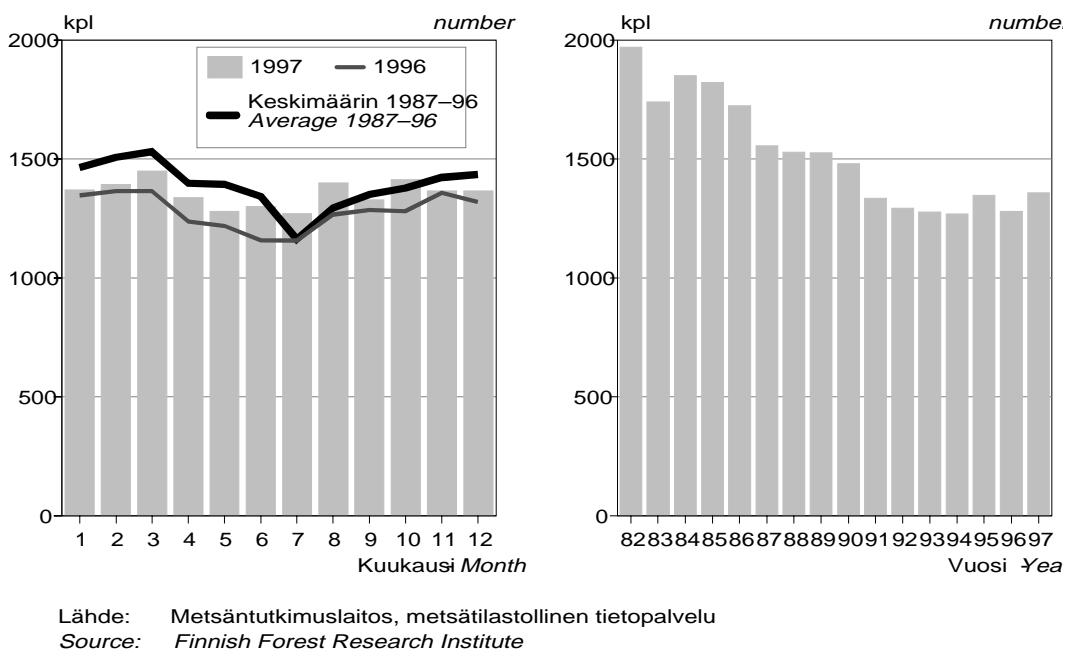 kpl number
2000
1500
1000
500
0
1997 1996
Keskimäärin 1987–96
Average 1987–96
1 2 3 4 5 6 7 8 9 10 11 12
Kuukausi - Month
kpl numbe
2000
1500
1000
500
0
82 83 84 85 86 87 88 89 90 91 92 93 94 95 96 97
Vuosi - Yea
Lähde: Metsäntutkimuslaitos, metsätilastollinen tietopalvelu
Source: Finnish Forest Research Institute